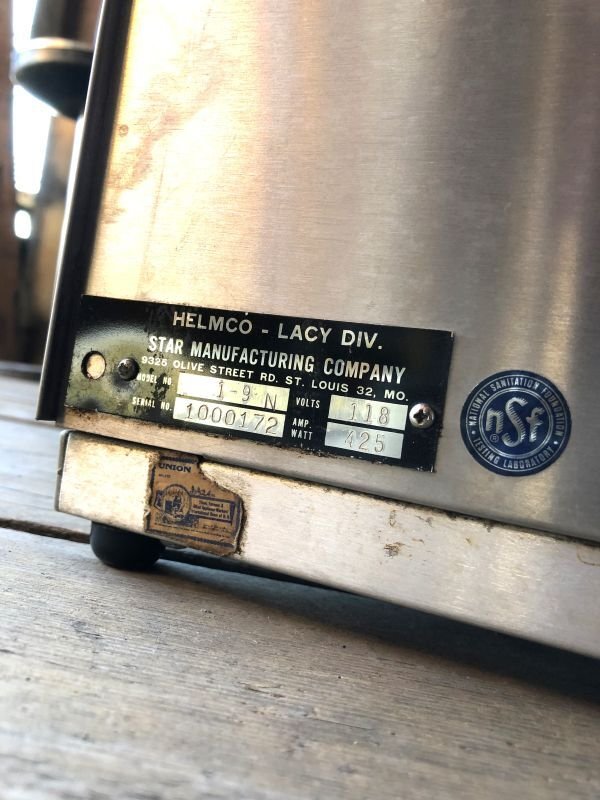 HELMCO - LACY DIV.
STAR MANUFACTURING COMPANY
9325 OLIVE STREET RD. ST. LOUIS 32, MO.
MODEL NO. 1-9 N VOLTS 118
SERIAL NO. 1000172 AMP. WATT 425
NATIONAL SANITATION FOUNDATION
nSf
®
TESTING LABORATORY
UNION